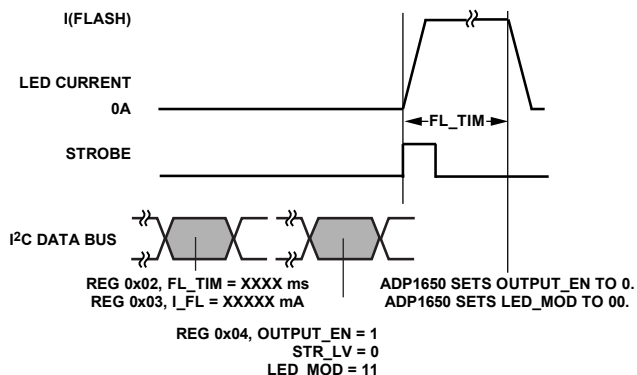 I(FLASH)
LED CURRENT
0A
FL_TIM
STROBE
I2C DATA BUS
REG 0x02, FL_TIM = XXXX ms
REG 0x03, I_FL = XXXXX mA
ADP1650 SETS OUTPUT_EN TO 0.
ADP1650 SETS LED_MOD TO 00.
REG 0x04, OUTPUT_EN = 1
STR_LV = 0
LED_MOD = 11